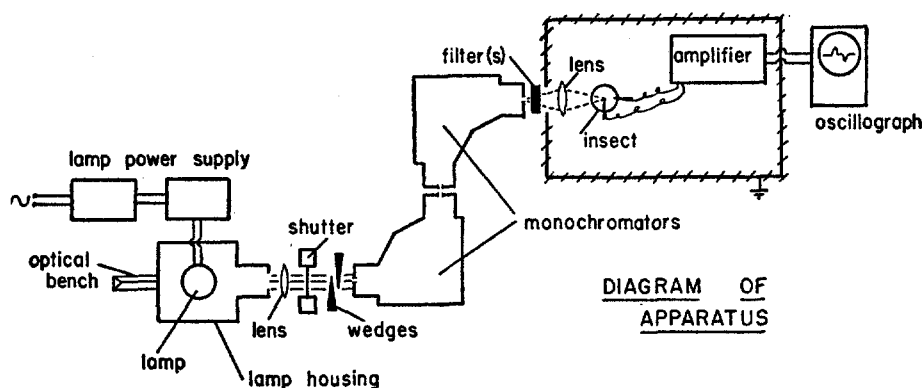 filter(s)
lens
amplifier
insect
oscillograph
lamp power supply
monochromators
shutter
optical
bench
lens
wedges
lamp
lamp housing
DIAGRAM OF
APPARATUS